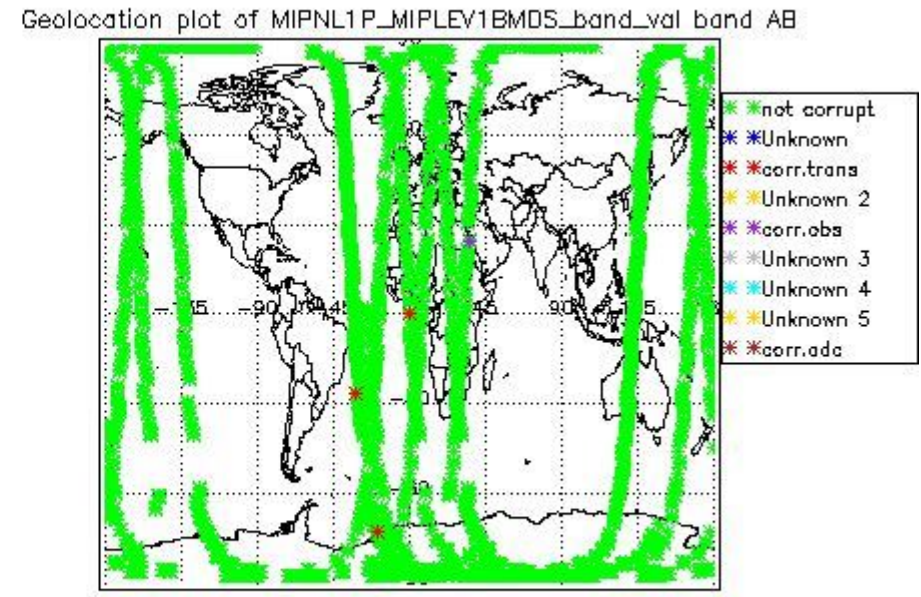 Geolocation plot of MIPNL1P_MIPLEV1BMDS_band_val band AB
not corrupt
Unknown
corr.trans
Unknown 2
corr.obs
Unknown 3
Unknown 4
Unknown 5
corr.adc
-90
90